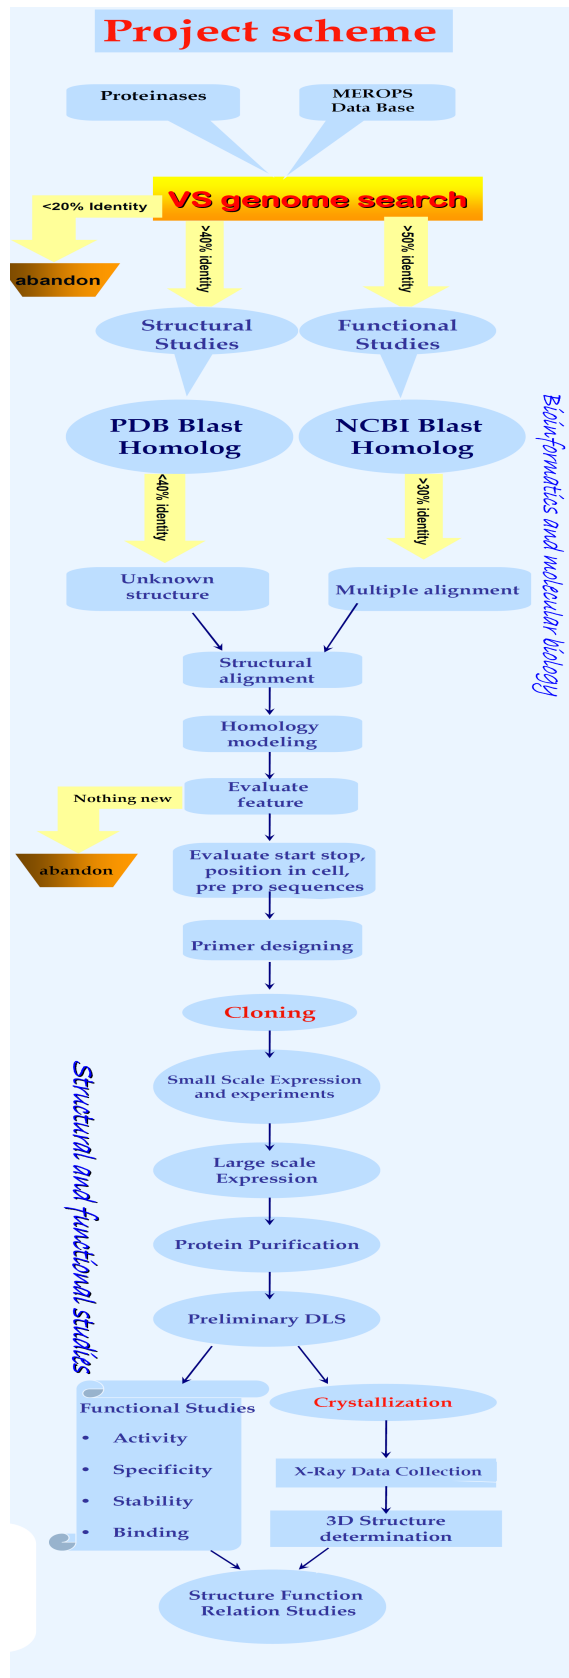 Project scheme
Proteinases
MEROPS
Data Base
VS genome search
<20% Identity
>40% identity
>50% identity
abandon
Structural
Studies
Functional
Studies
PDB Blast
Homolog
NCBI Blast
Homolog
Bioinformatics and molecular biology
<40% identity
>30% identity
Unknown
structure
Multiple alignment
Structural
alignment
Homology
modeling
Evaluate
feature
Nothing new
abandon
Evaluate start stop,
position in cell,
pre pro sequences
Primer designing
Cloning
Structural and functional studies
Small Scale Expression
and experiments
Large scale
Expression
Protein Purification
Preliminary DLS
Functional Studies
• Activity
• Specificity
• Stability
• Binding
Crystallization
X-Ray Data Collection
3D Structure
determination
Structure Function
Relation Studies